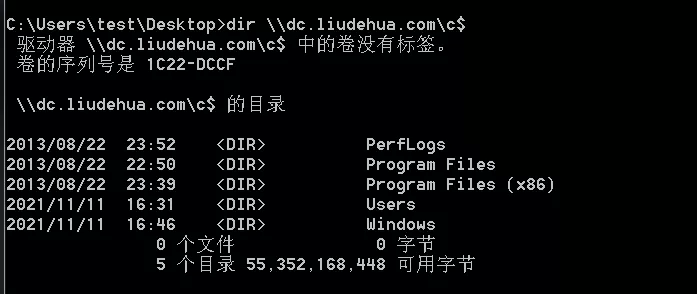 C:\Users\test\Desktop>dir \\dc.liudehua.com\c$
驱动器 \\dc.liudehua.com\c$ 中的卷没有标签。
卷的序列号是 1C22-DCCF
\\dc.liudehua.com\c$ 的目录
2013/08/22  23:52    <DIR>          PerfLogs
2013/08/22  22:50    <DIR>          Program Files
2013/08/22  23:39    <DIR>          Program Files (x86)
2021/11/11  16:31    <DIR>          Users
2021/11/11  16:46    <DIR>          Windows
0 个文件              0 字节
5 个目录 55,352,168,448 可用字节